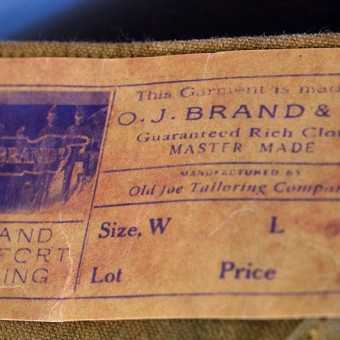 This Garment is mad
O. J. BRAND &
Guaranteed Rich Clo
MASTER MADE
MANUFACTURED BY
Old Joe Tailoring Compa
BRAND
AND
FORT
ING
Size, W L
Lot Price